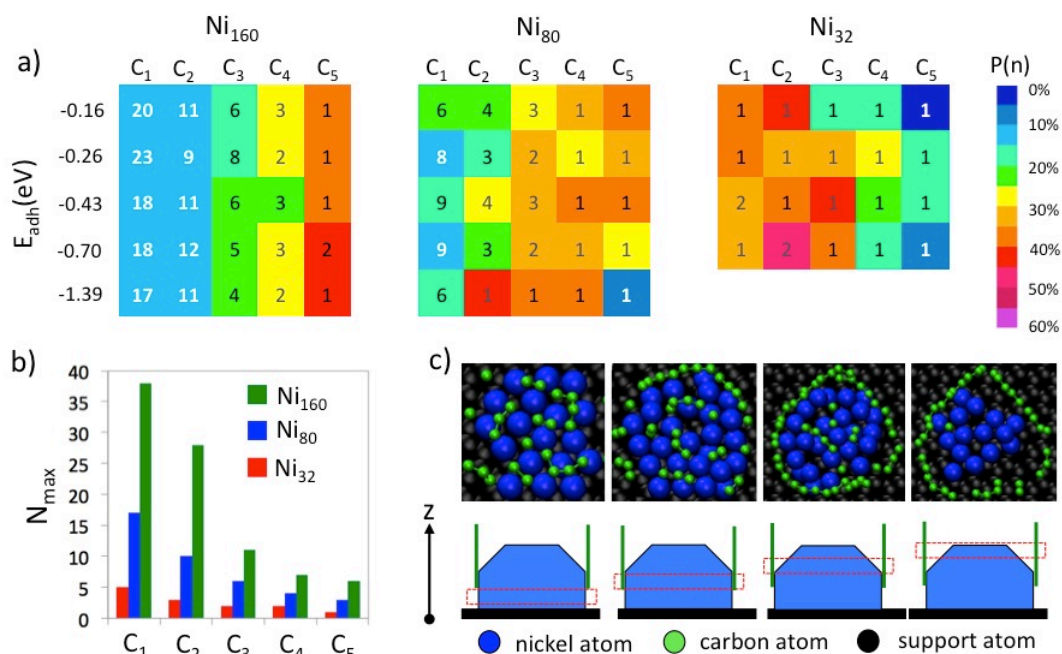 Ni160 Ni80 Ni32
a) C1 C2 C3 C4 C5 C1 C2 C3 C4 C5 C1 C2 C3 C4 C5 P(n)
-0.16 20 11 6 3 1 6 4 3 1 1 1 1 1 1 1 0%
10%
-0.26 23 9 8 2 1 8 3 2 1 1 1 1 1 1 1
20%
-0.43 18 11 6 3 1 9 4 3 1 1 2 1 1 1 1
30%
-0.70 18 12 5 3 2 9 3 2 1 1 1 2 1 1 1 40%
50%
-1.39 17 11 4 2 1 6 1 1 1 1
60%
Eadh(eV)
b)
40
35
30
25
20
15
10
5
0
Nmax
Ni160
Ni80
Ni32
C1 C2 C3 C4 C5
c)
z
nickel atom carbon atom support atom